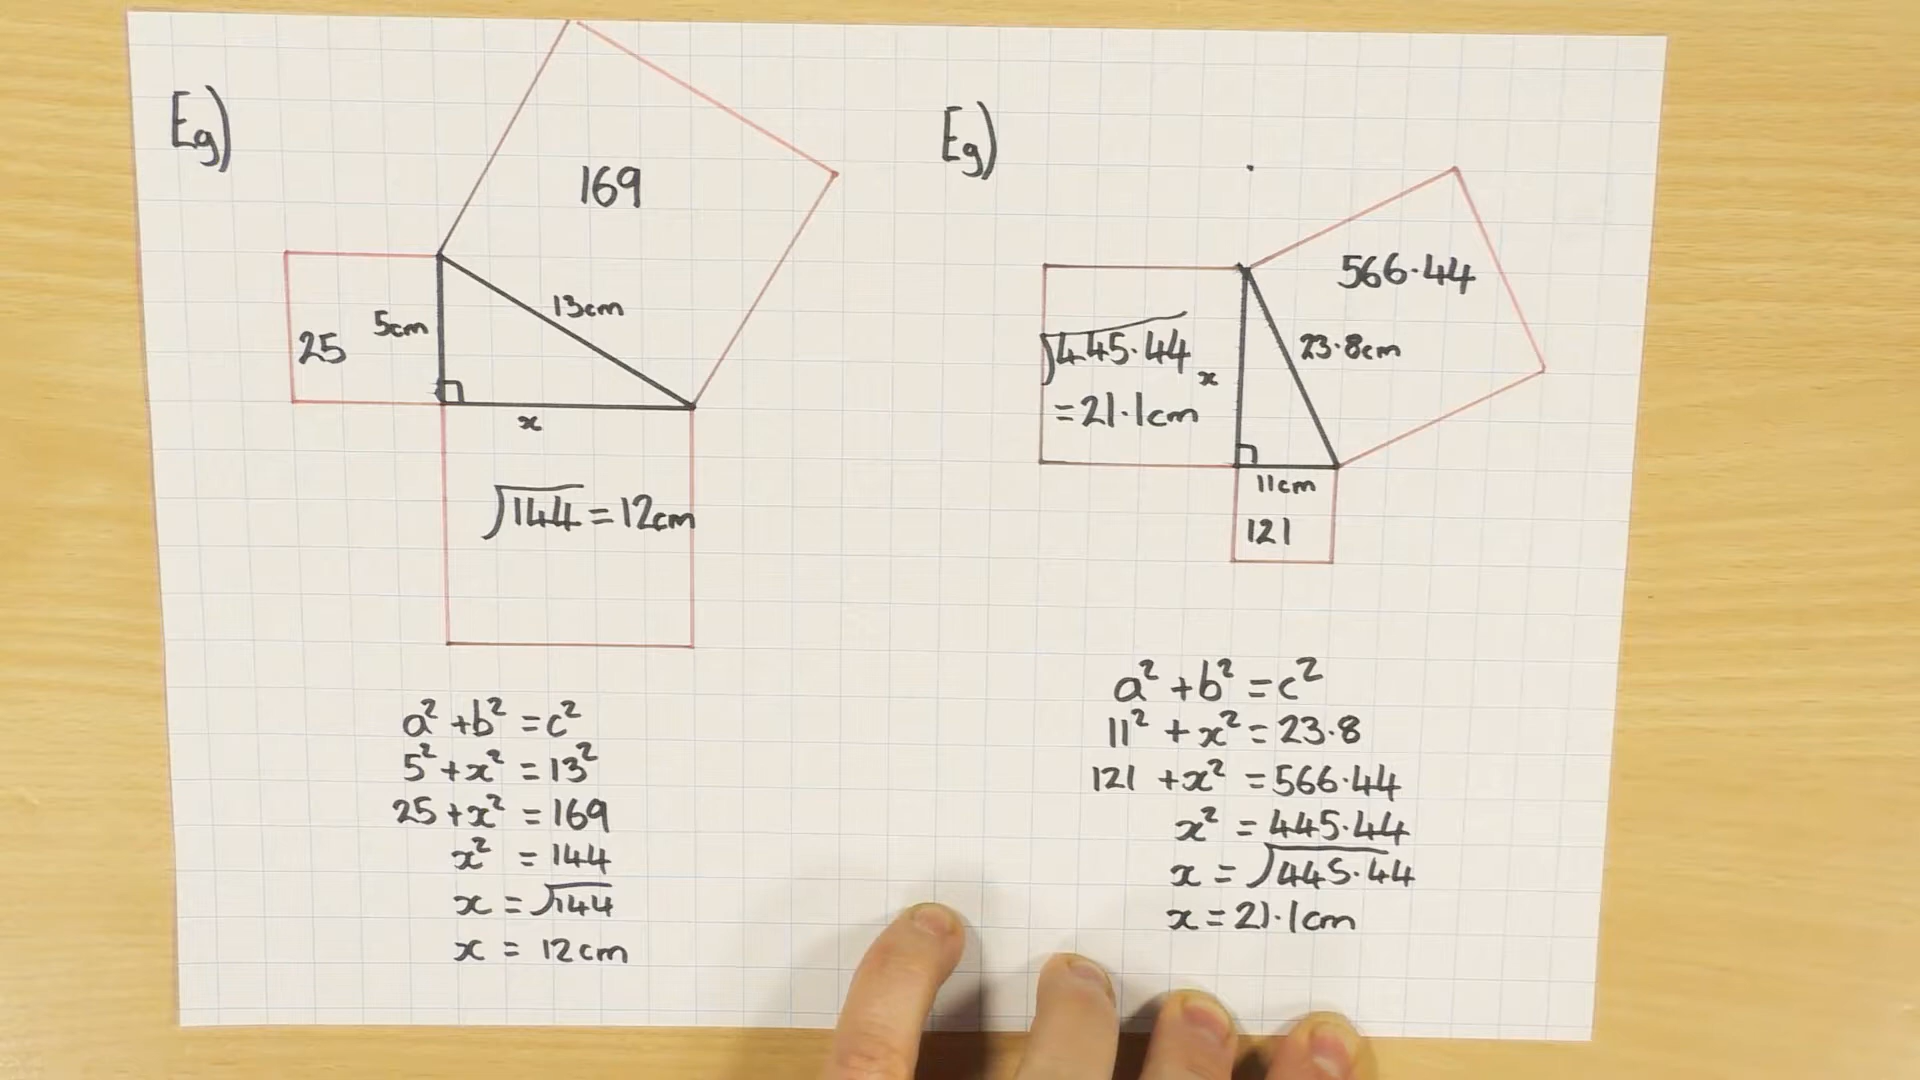 Eg)
169
25
5cm
13cm
x
√144 = 12cm
a² + b² = c²
5² + x² = 13²
25 + x² = 169
x² = 144
x = √144
x = 12cm
Eg)
566·44
√445·44
= 21·1cm
x
23·8cm
11cm
121
a² + b² = c²
11² + x² = 23·8
121 + x² = 566·44
x² = 445·44
x = √445·44
x = 21·1cm